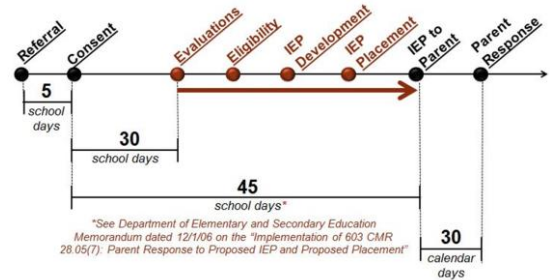 Referral
Consent
Evaluations
Eligibility
IEP
Development
IEP
Placement
IEP to
Parent
Parent
Response
5
school
days
30
school days
45
school days*
*See Department of Elementary and Secondary Education
Memorandum dated 12/1/06 on the "Implementation of 603 CMR
28.05(7): Parent Response to Proposed IEP and Proposed Placement"
30
calendar
days